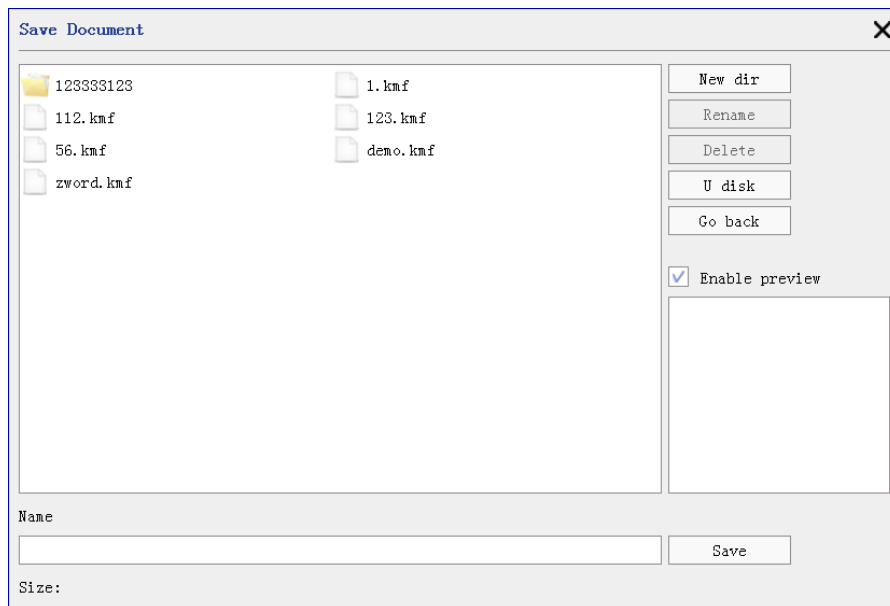 Save Document
123333123
1.kmf
112.kmf
123.kmf
56.kmf
demo.kmf
zword.kmf
New dir
Rename
Delete
U disk
Go back
Enable preview
Name
Save
Size: